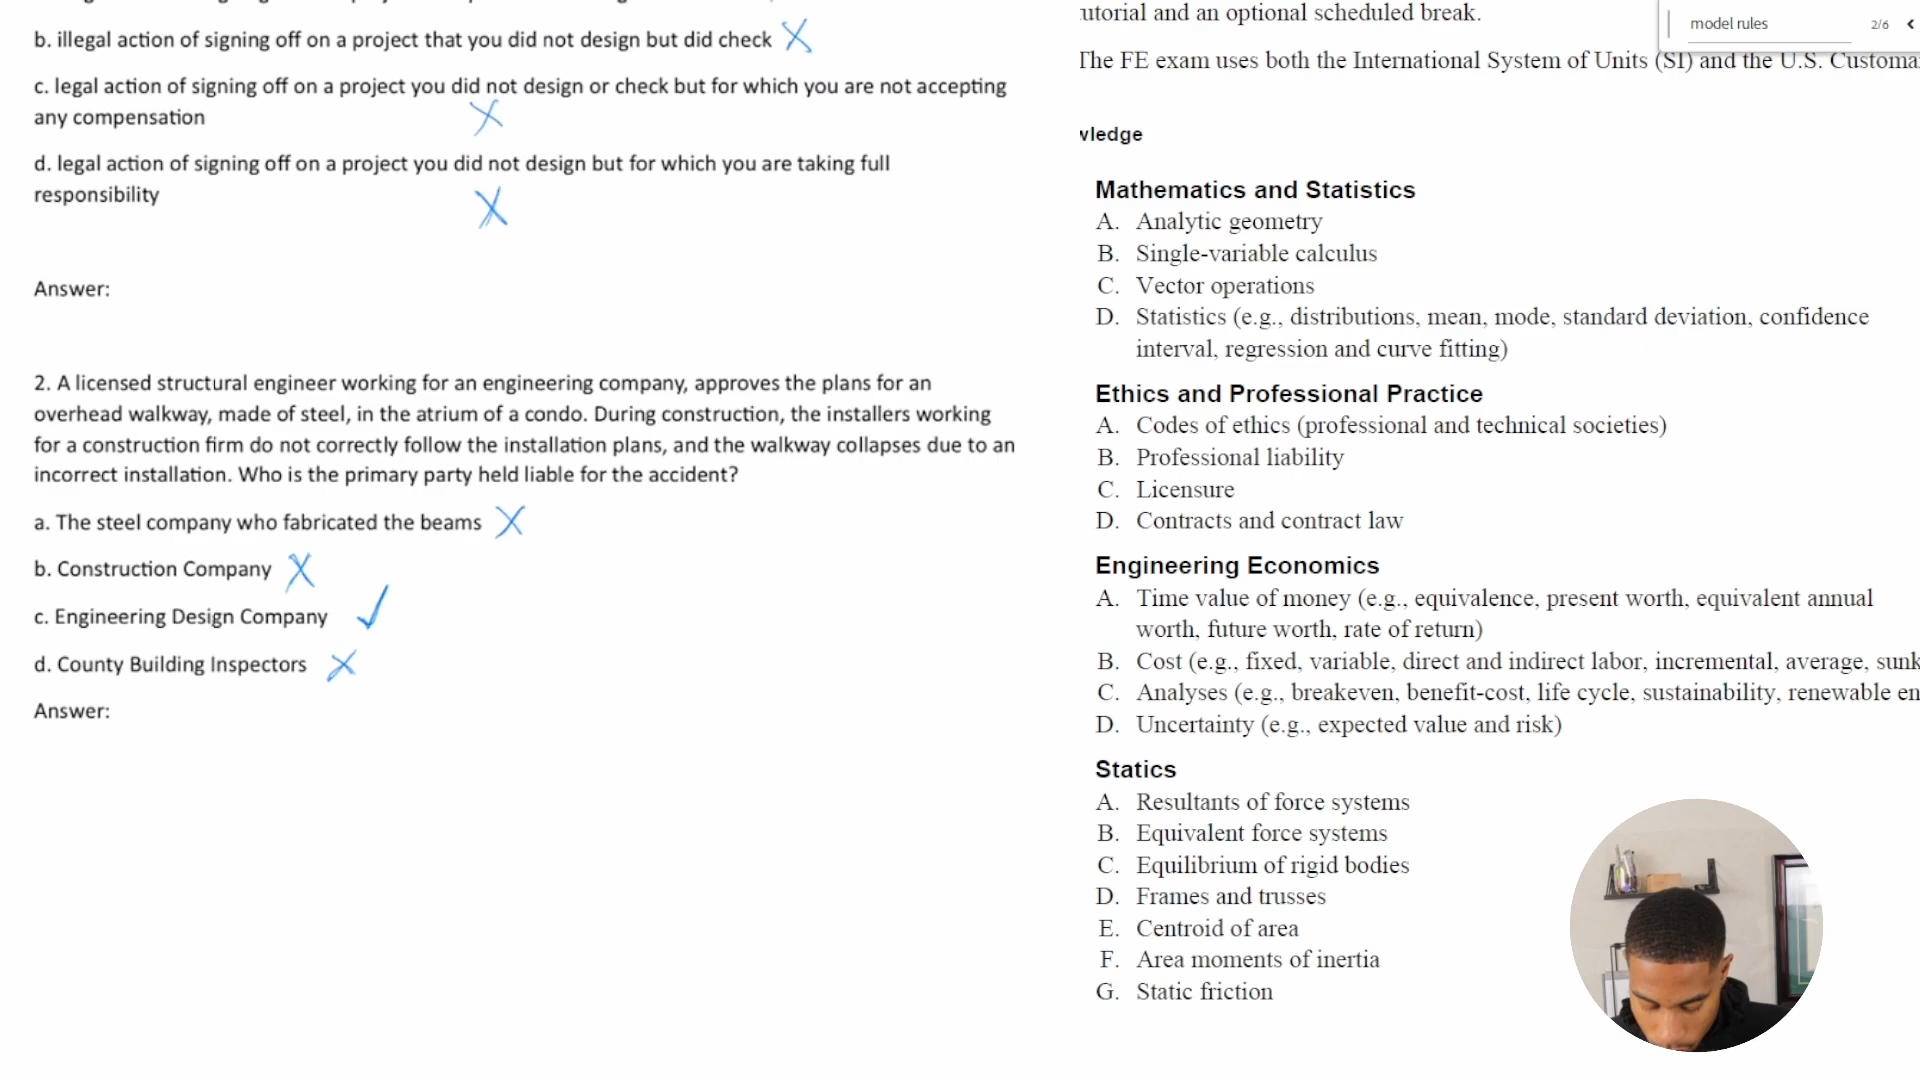 b. illegal action of signing off on a project that you did not design but did check
c. legal action of signing off on a project you did not design or check but for which you are not accepting
any compensation
d. legal action of signing off on a project you did not design but for which you are taking full
responsibility
Answer:
2. A licensed structural engineer working for an engineering company, approves the plans for an
overhead walkway, made of steel, in the atrium of a condo. During construction, the installers working
for a construction firm do not correctly follow the installation plans, and the walkway collapses due to an
incorrect installation. Who is the primary party held liable for the accident?
a. The steel company who fabricated the beams
b. Construction Company
c. Engineering Design Company
d. County Building Inspectors
Answer:
utorial and an optional scheduled break.
model rules
2/6
The FE exam uses both the International System of Units (SI) and the U.S. Customa
vledge
Mathematics and Statistics
A. Analytic geometry
B. Single-variable calculus
C. Vector operations
D. Statistics (e.g., distributions, mean, mode, standard deviation, confidence
interval, regression and curve fitting)
Ethics and Professional Practice
A. Codes of ethics (professional and technical societies)
B. Professional liability
C. Licensure
D. Contracts and contract law
Engineering Economics
A. Time value of money (e.g., equivalence, present worth, equivalent annual
worth, future worth, rate of return)
B. Cost (e.g., fixed, variable, direct and indirect labor, incremental, average, sunk
C. Analyses (e.g., breakeven, benefit-cost, life cycle, sustainability, renewable en
D. Uncertainty (e.g., expected value and risk)
Statics
A. Resultants of force systems
B. Equivalent force systems
C. Equilibrium of rigid bodies
D. Frames and trusses
E. Centroid of area
F. Area moments of inertia
G. Static friction